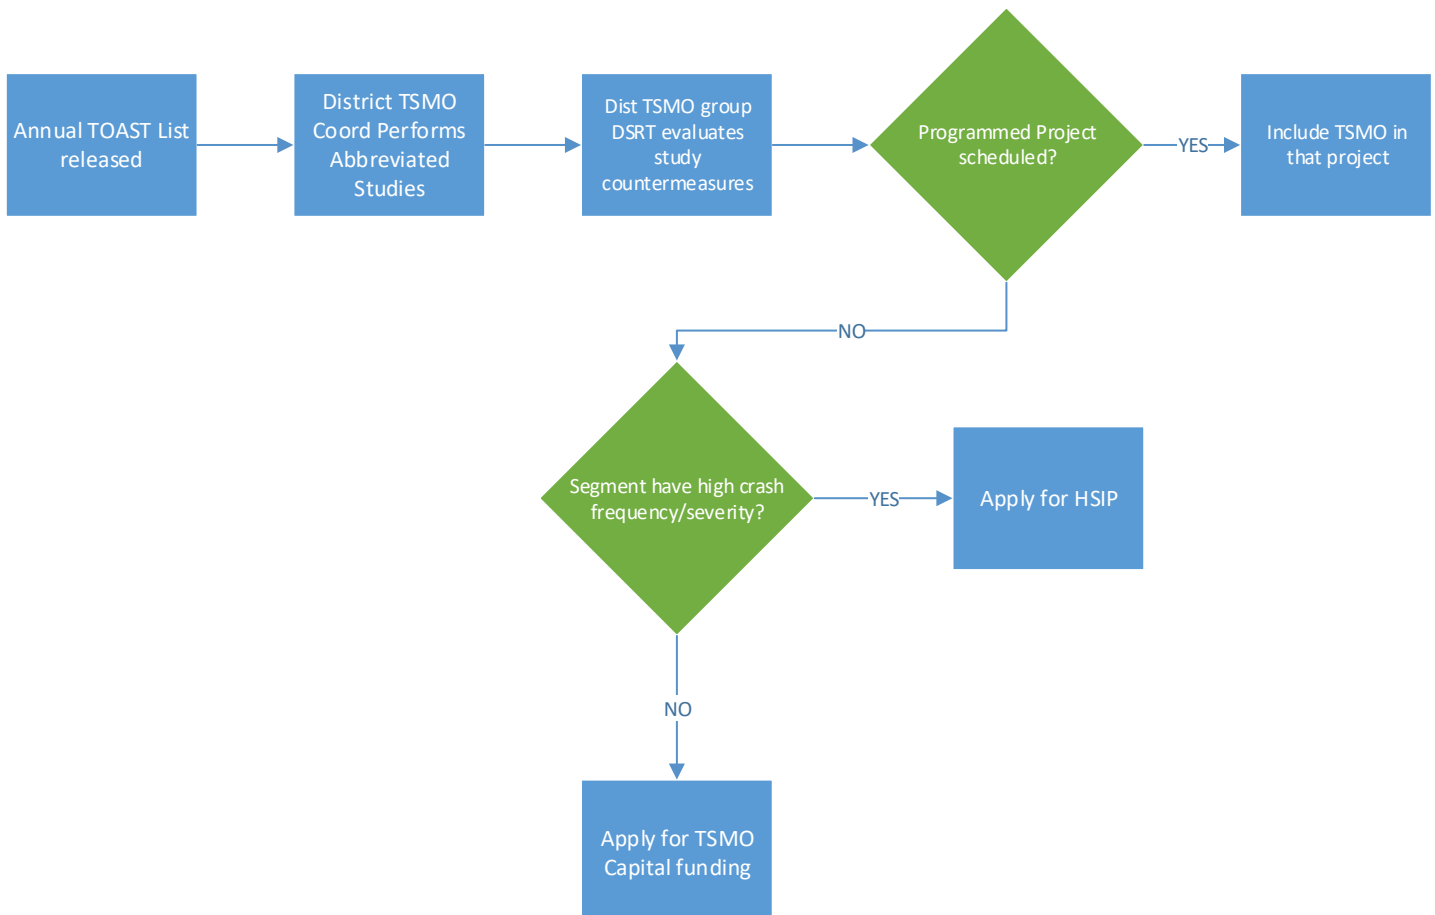 Annual TOAST List
released
District TSMO
Coord Performs
Abbreviated
Studies
Dist TSMO group
DSRT evaluates
study
countermeasures
Programmed Project
scheduled?
YES
Include TSMO in
that project
NO
Segment have high crash
frequency/severity?
YES
Apply for HSIP
NO
Apply for TSMO
Capital funding